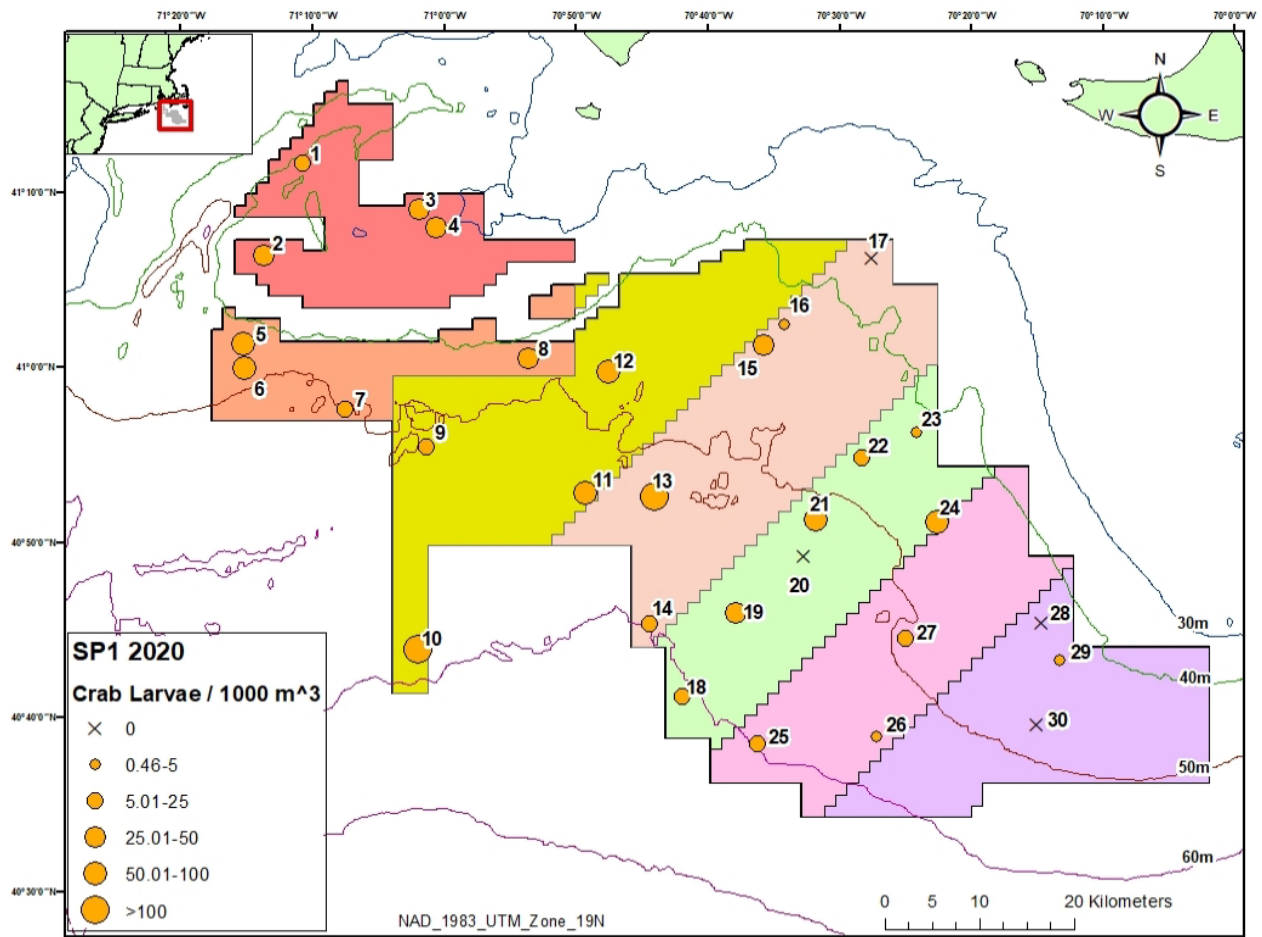 71°20'0"W 71°10'0"W 71°0'0"W 70°50'0"W 70°40'0"W 70°30'0"W 70°20'0"W 70°10'0"W 70°0'0"W
N
W E
S
41°10'0"N
41°0'0"N
40°50'0"N
40°40'0"N
40°30'0"N
1
2
3
4
5
6
7
8
9
10
11
12
13
14
15
16
17
18
19
20
21
22
23
24
25
26
27
28
29
30
30m
40m
50m
60m
SP1 2020
Crab Larvae / 1000 m^3
0
0.46-5
5.01-25
25.01-50
50.01-100
>100
NAD_1983_UTM_Zone_19N
0 5 10 20 Kilometers